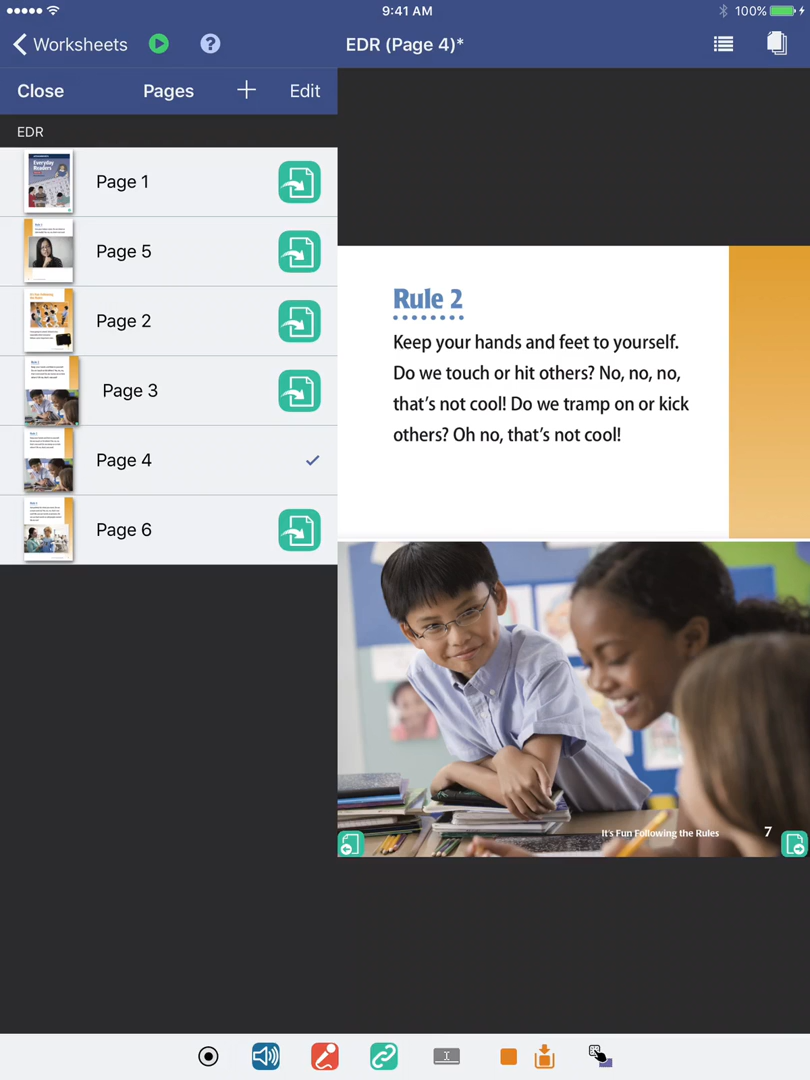 9:41 AM
100%
Worksheets
EDR (Page 4)*
Close
Pages
Edit
EDR
Page 1
Page 5
Page 2
Page 3
Page 4
Page 6
Everyday
Readers
Rule 2
Keep your hands and feet to yourself.
Do we touch or hit others? No, no, no,
that's not cool! Do we tramp on or kick
others? Oh no, that's not cool!
It's Fun Following the Rules
7